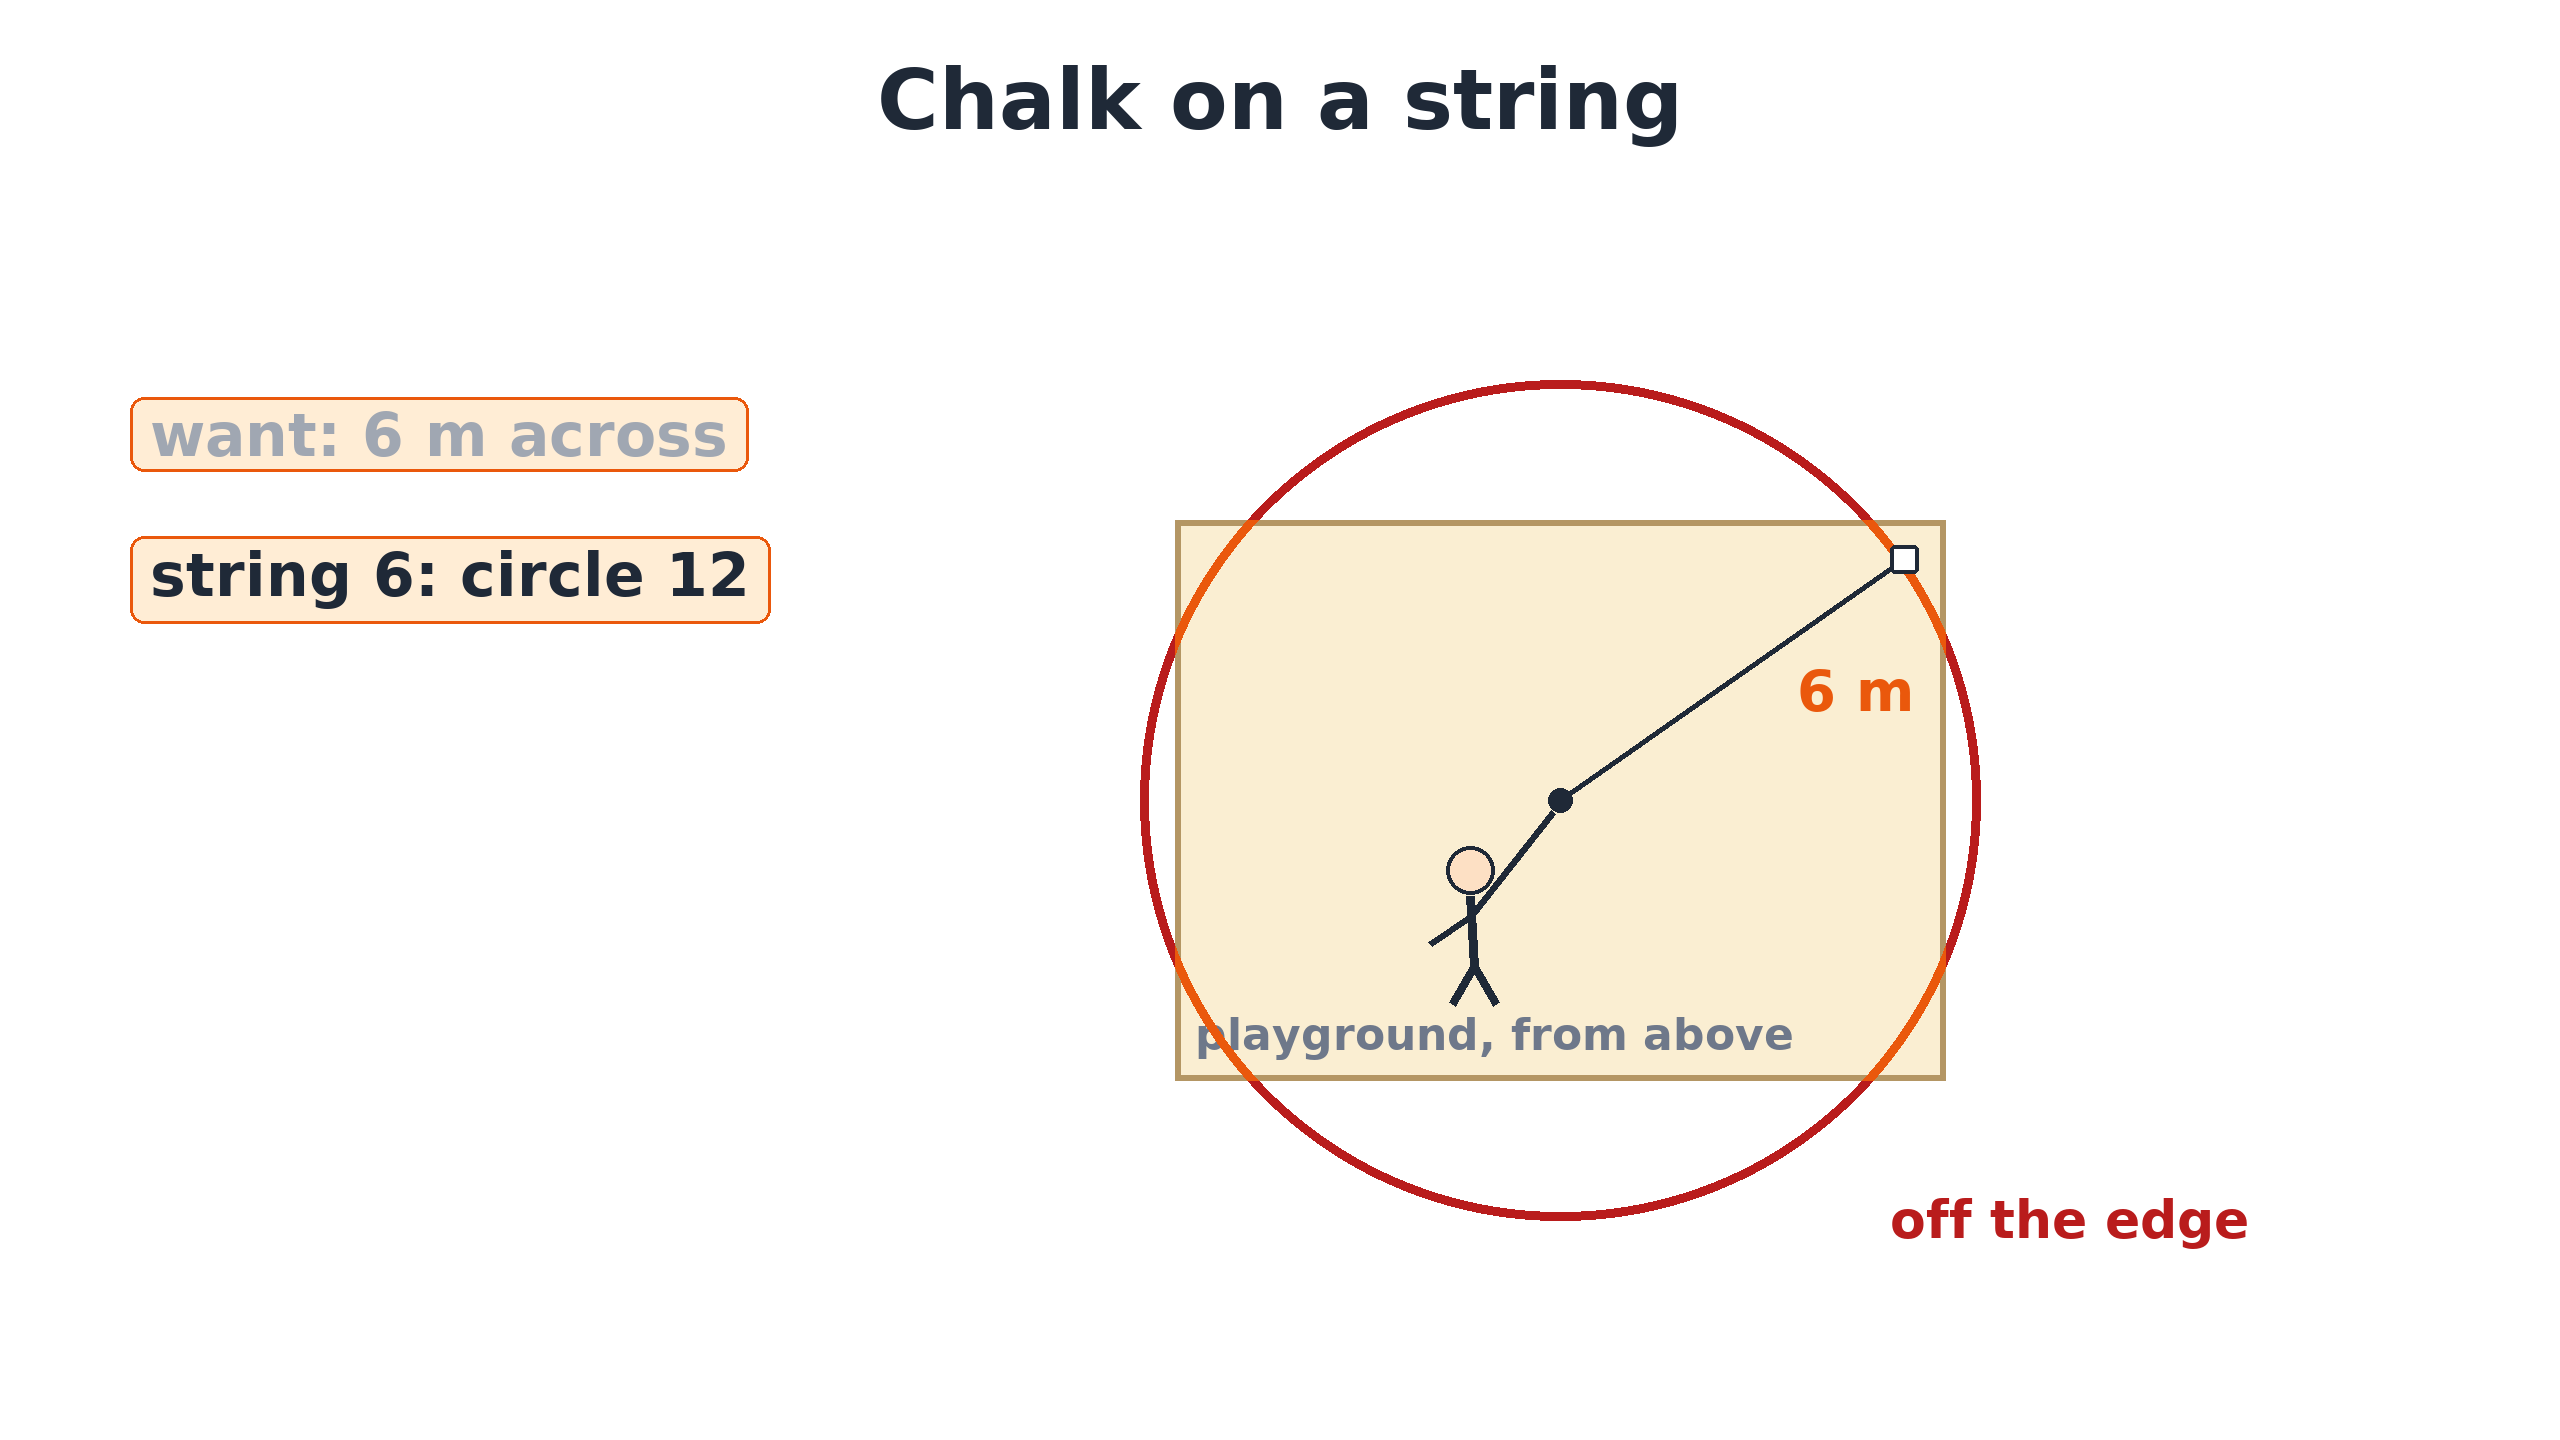 Chalk on a string
want: 6 m across
string 6: circle 12
6 m
playground, from above
off the edge